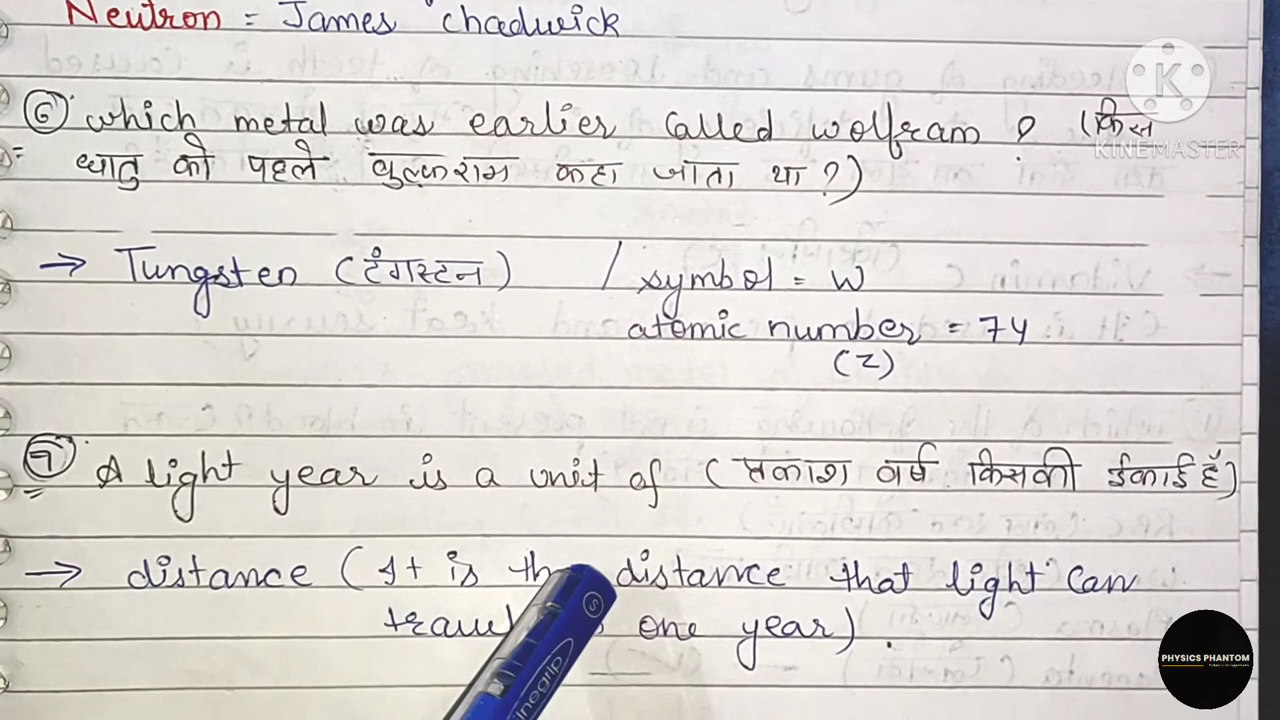 Neutron = James chadwick
⑥ which metal was earlier called wolfram ? (किस
धातु को पहले वुल्फराम कहा जाता था ?)
→ Tungsten (टंगस्टन) / symbol = W
atomic number = 74
(Z)
⑦ A light year is a unit of (प्रकाश वर्ष किसकी ईकाई हैं)
→ distance (It is the distance that light can
travel one year).
K
KINEMASTER
PHYSICS PHANTOM
S
inegrip